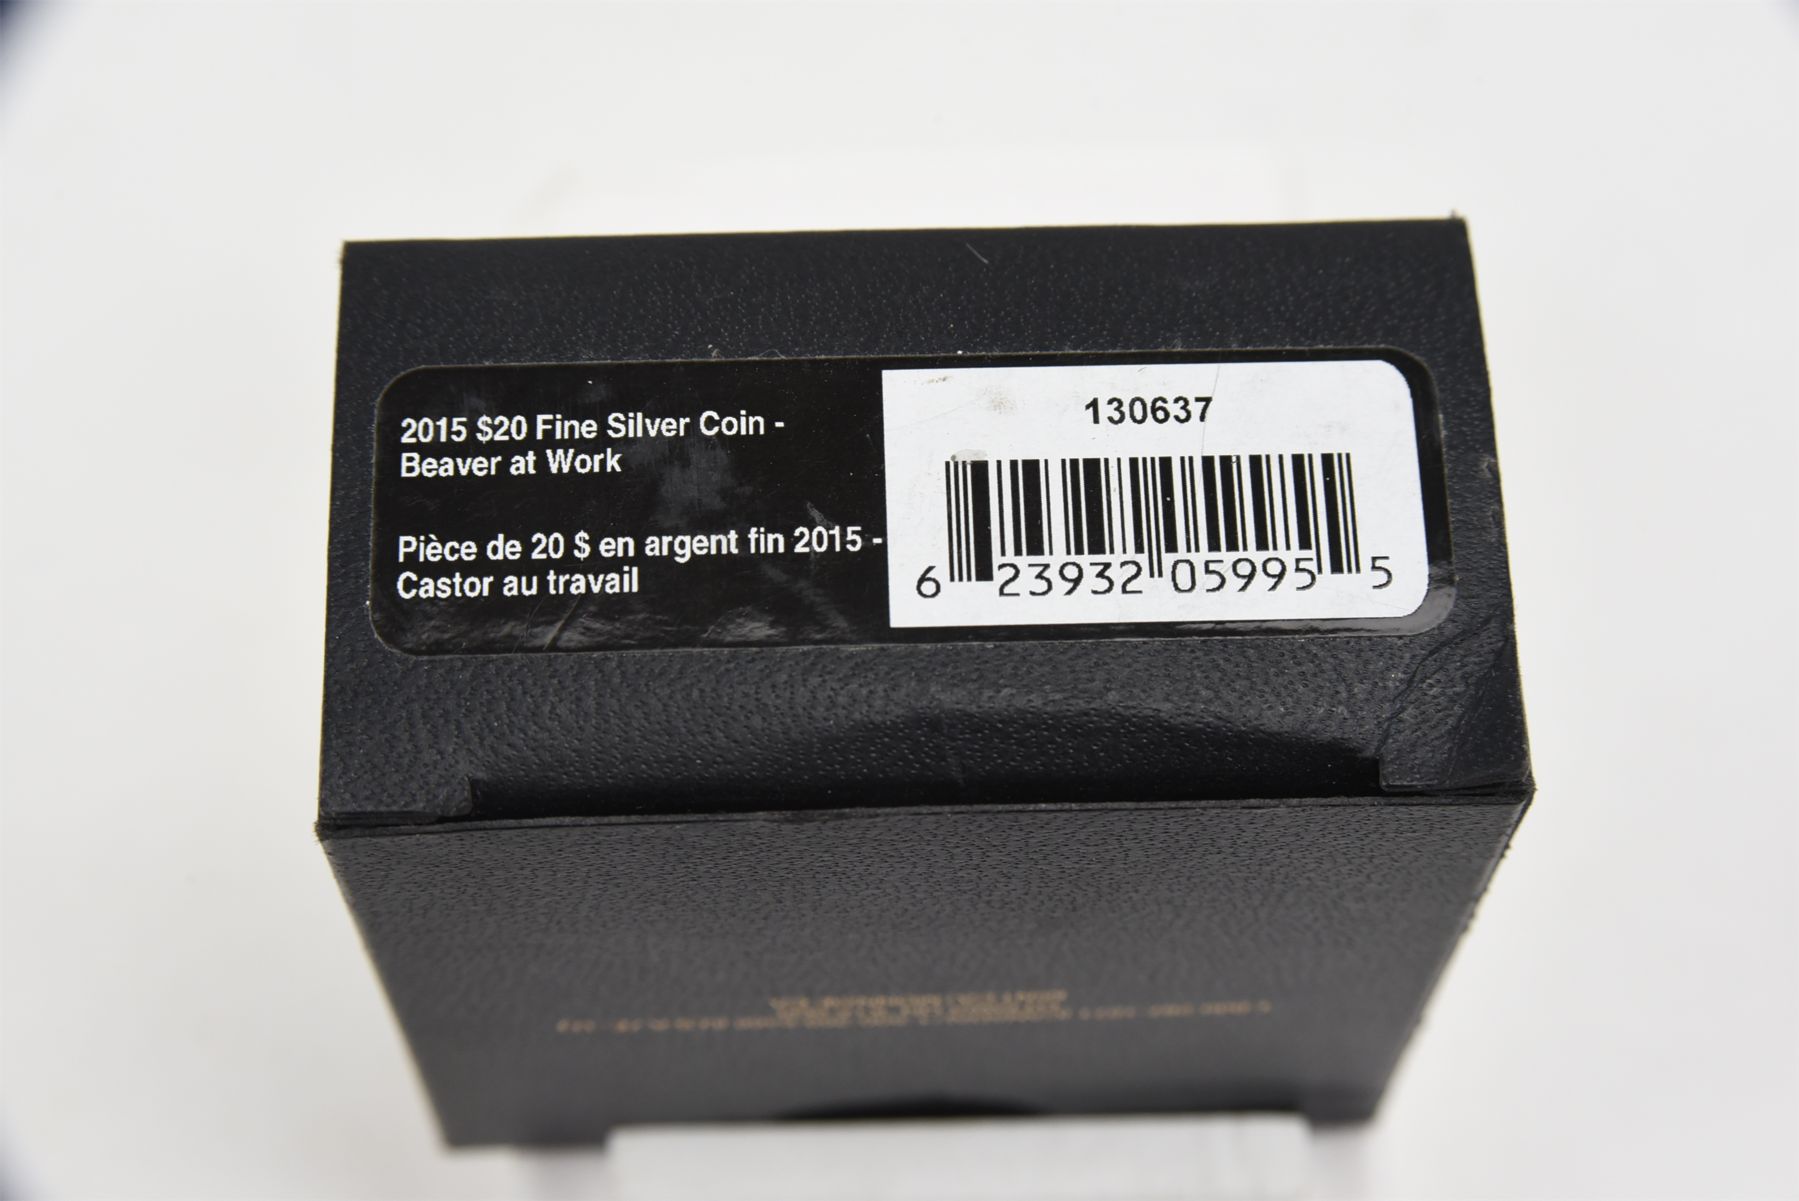 2015 $20 Fine Silver Coin -
Beaver at Work
Pièce de 20 $ en argent fin 2015 -
Castor au travail
130637
6 23932 05995 5